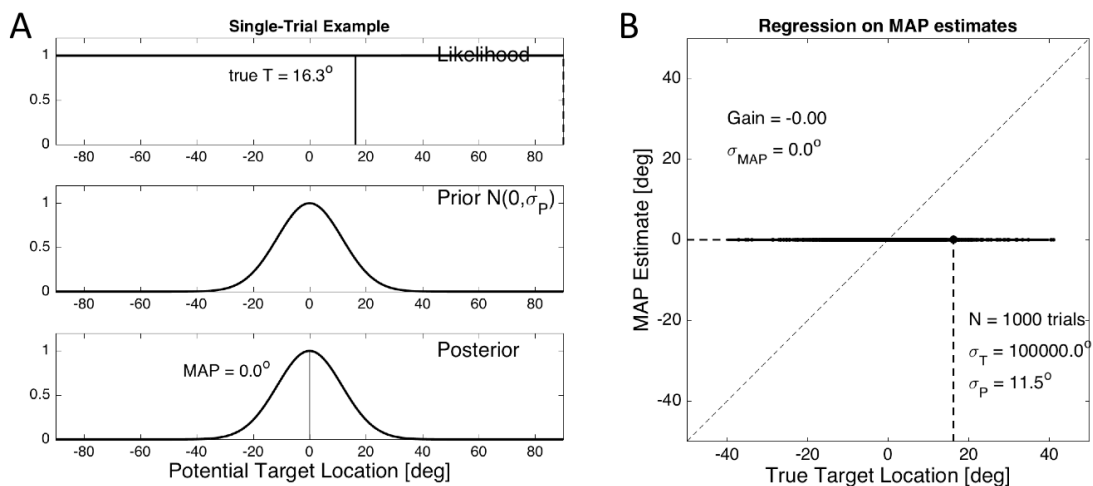 A
Single-Trial Example
Likelihood
true T = 16.3°
1
0.5
0
-80 -60 -40 -20 0 20 40 60 80
Prior N(0,σP)
1
0.5
0
-80 -60 -40 -20 0 20 40 60 80
Posterior
MAP = 0.0°
1
0.5
0
-80 -60 -40 -20 0 20 40 60 80
Potential Target Location [deg]
B
Regression on MAP estimates
MAP Estimate [deg]
40
20
0
-20
-40
Gain = -0.00
σMAP = 0.0°
N = 1000 trials
σT = 100000.0°
σP = 11.5°
-40 -20 0 20 40
True Target Location [deg]